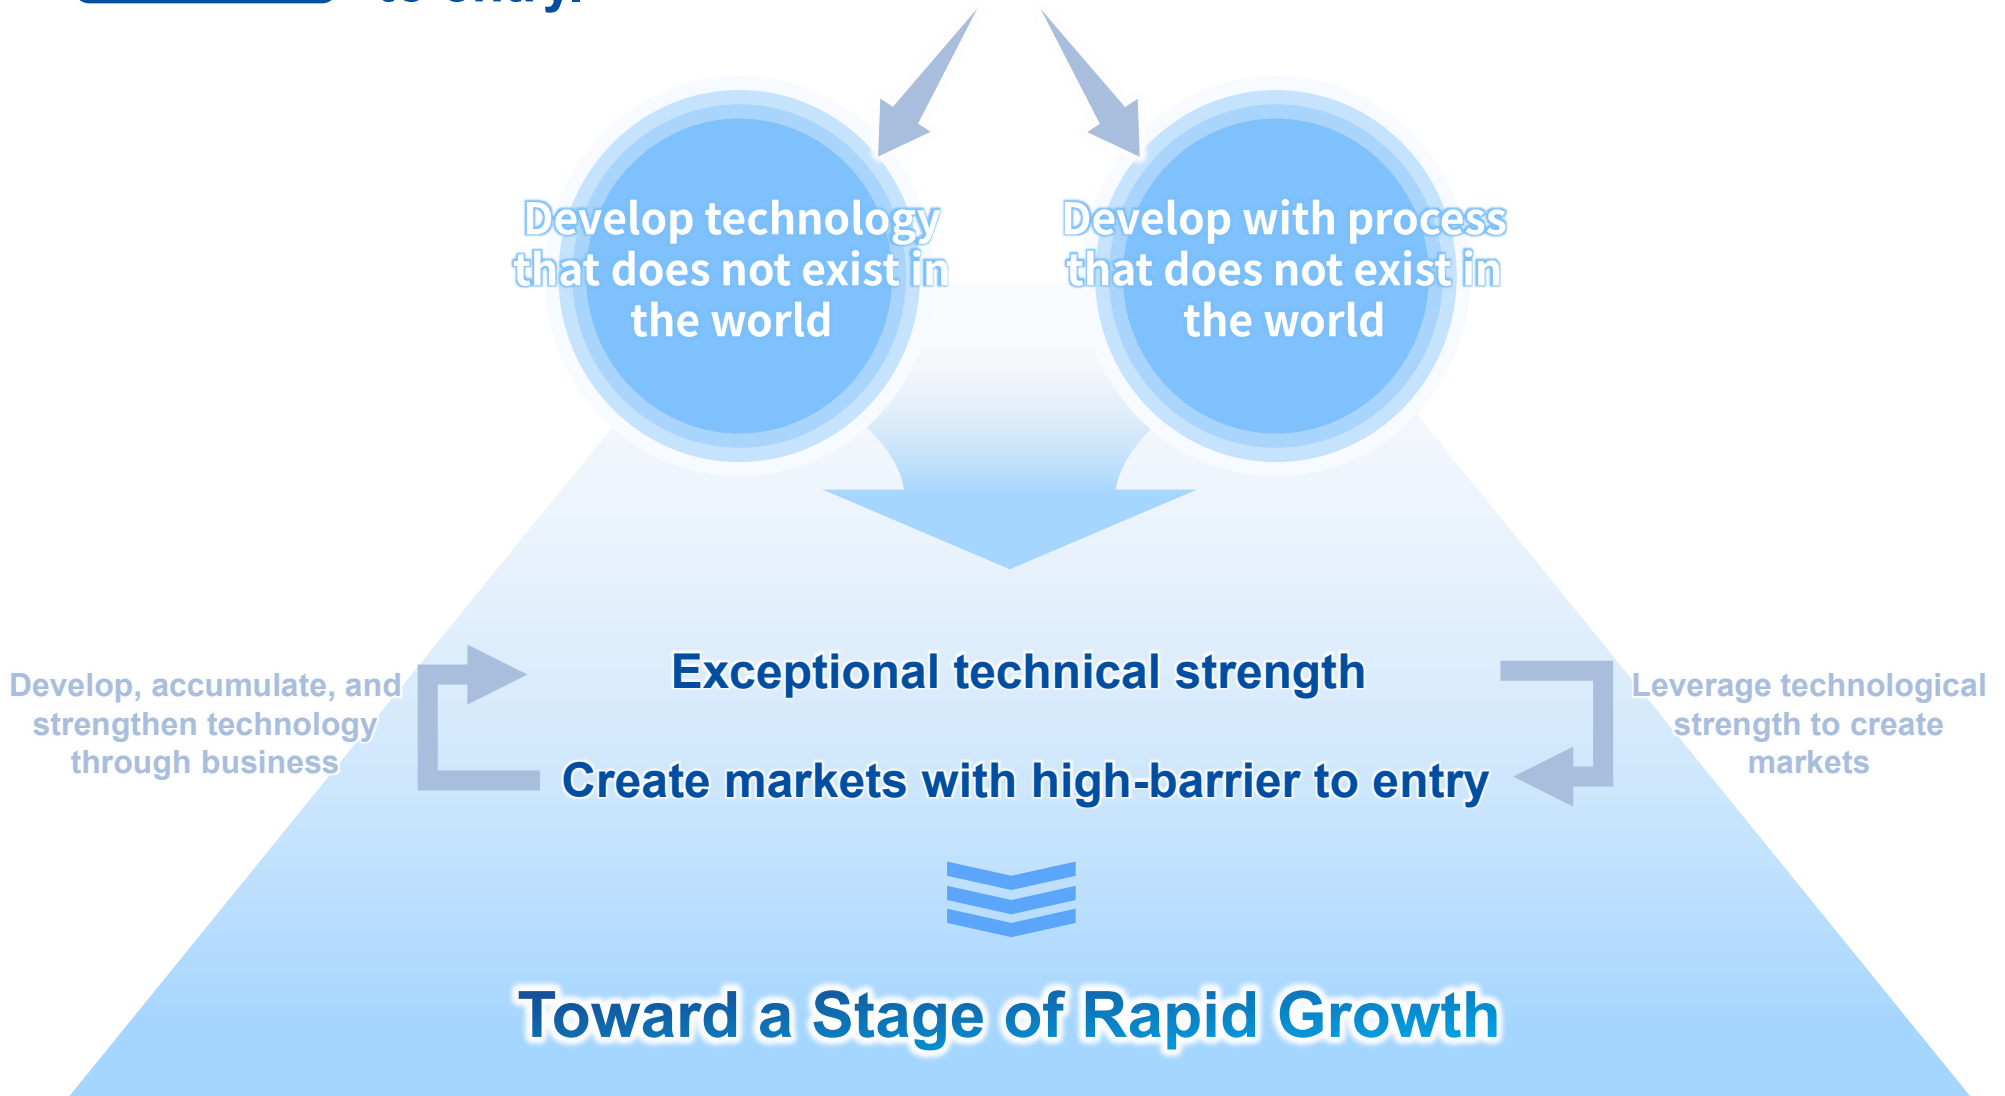 to entry.
Develop technology
that does not exist in
the world
Develop with process
that does not exist in
the world
Exceptional technical strength
Develop, accumulate, and
strengthen technology
through business
Leverage technological
strength to create
markets
Create markets with high-barrier to entry
Toward a Stage of Rapid Growth